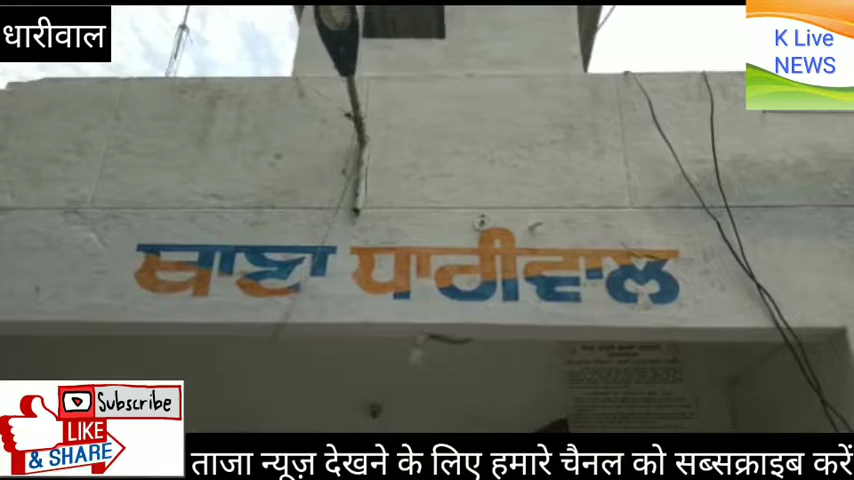 धारीवाल
K Live
NEWS
ਥਾਣਾ ਧਾਰੀਵਾਲ
Subscribe
LIKE
& SHARE
ताजा न्यूज़ देखने के लिए हमारे चैनल को सब्सक्राइब करें